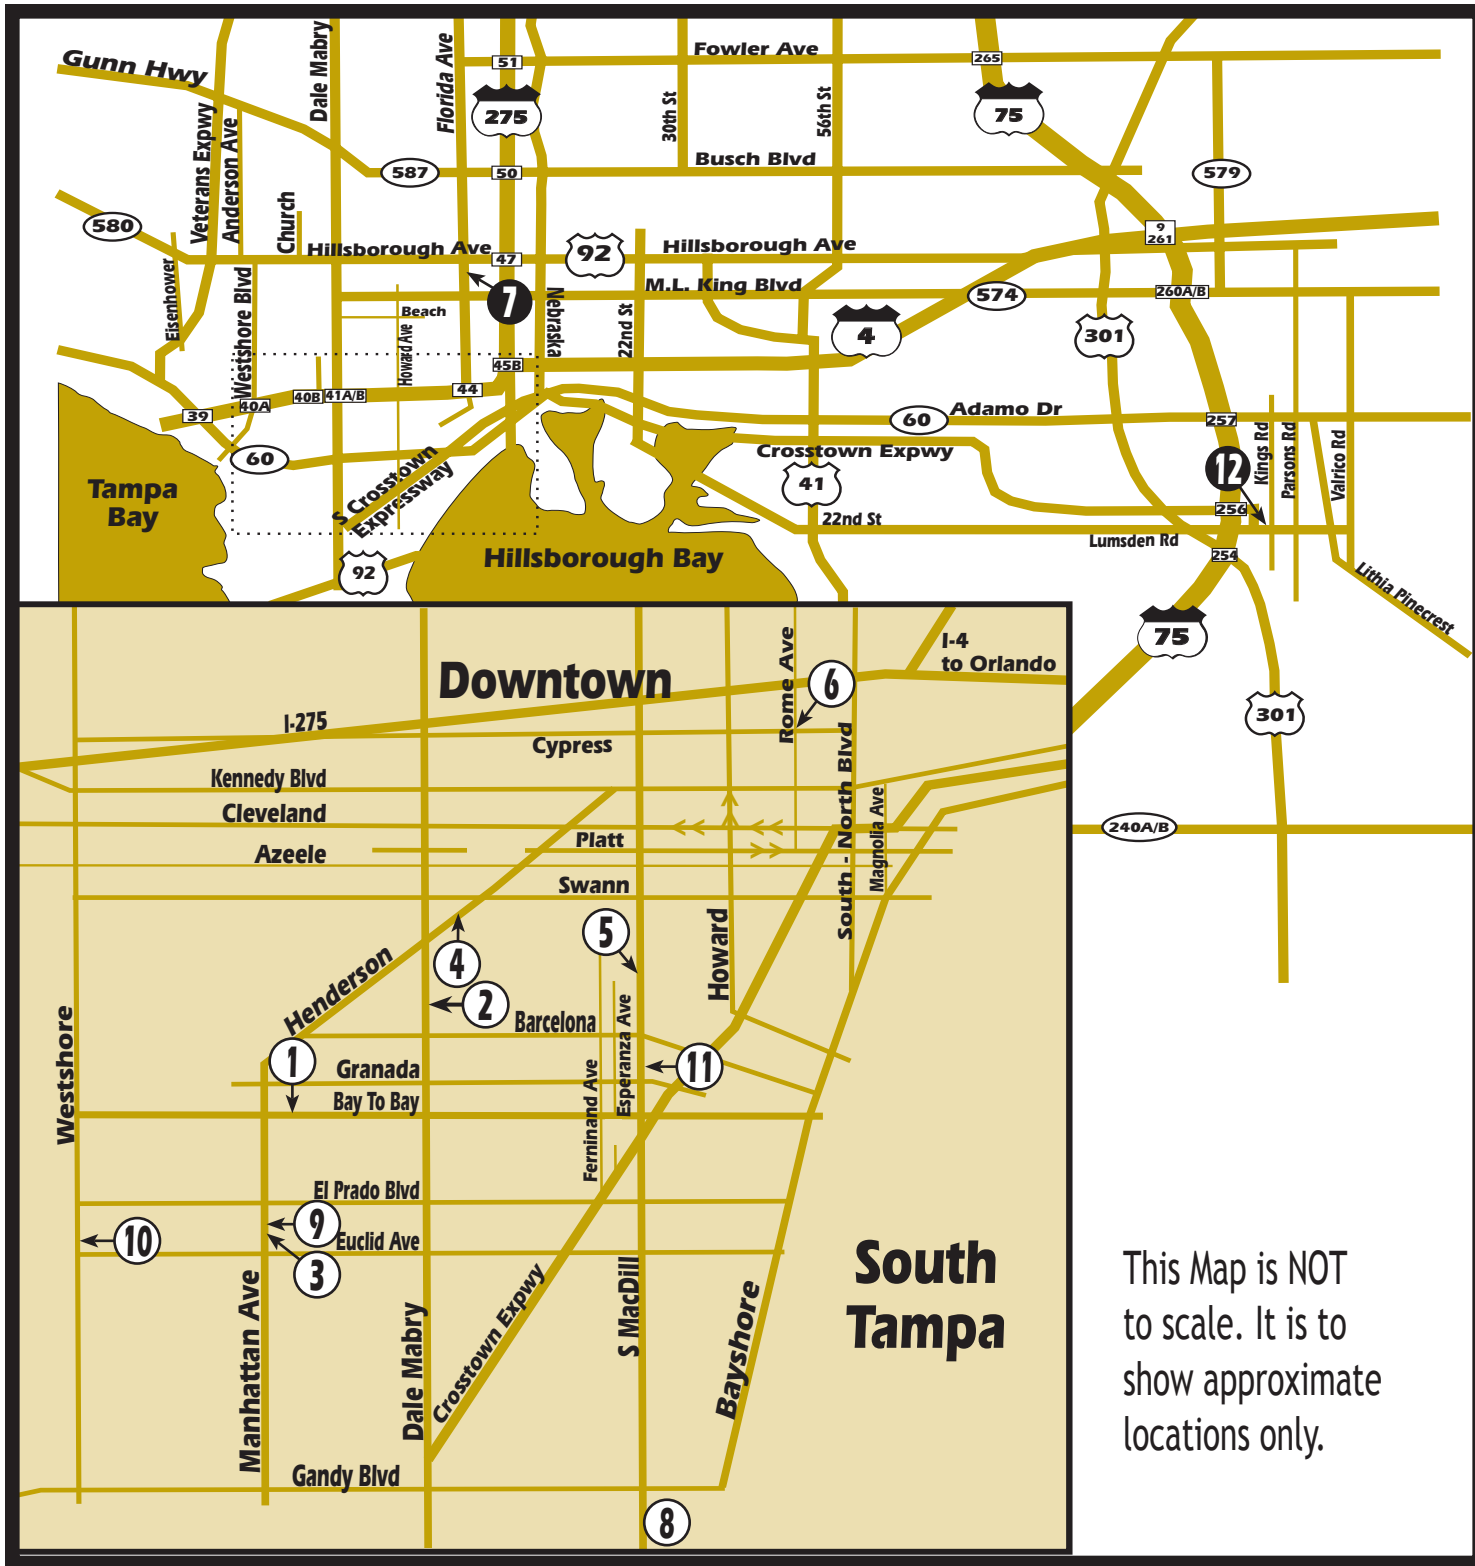 Gunn Hwy
Veterans Expwy
Anderson Ave
Dale Mabry
Florida Ave
51
275
Fowler Ave
265
75
30th St
56th St
Busch Blvd
587
50
579
580
Church
Hillsborough Ave
47
92
Hillsborough Ave
9
261
Eisenhower
Westshore Blvd
7
M.L. King Blvd
574
260A/B
Beach
Howard Ave
Nebraska
22nd St
4
301
45B
39
40A
40B
41A/B
44
60
Adamo Dr
257
60
S Crosstown
Expressway
Crosstown Expwy
41
12
Kings Rd
Parsons Rd
Valrico Rd
Tampa
Bay
256
22nd St
Lumsden Rd
254
Hillsborough Bay
92
Lithia Pinecrest
75
301
240A/B
Downtown
I-4
to Orlando
Rome Ave
6
I-275
Cypress
South - North Blvd
Kennedy Blvd
Cleveland
Magnolia Ave
Platt
Azeele
Swann
5
Howard
4
Henderson
2
Westshore
Barcelona
Esperanza Ave
Ferninand Ave
1
Granada
11
Bay To Bay
El Prado Blvd
9
10
Euclid Ave
3
South
Tampa
Manhattan Ave
Dale Mabry
Crosstown Expwy
S MacDill
Bayshore
Gandy Blvd
8
This Map is NOT
to scale. It is to
show approximate
locations only.